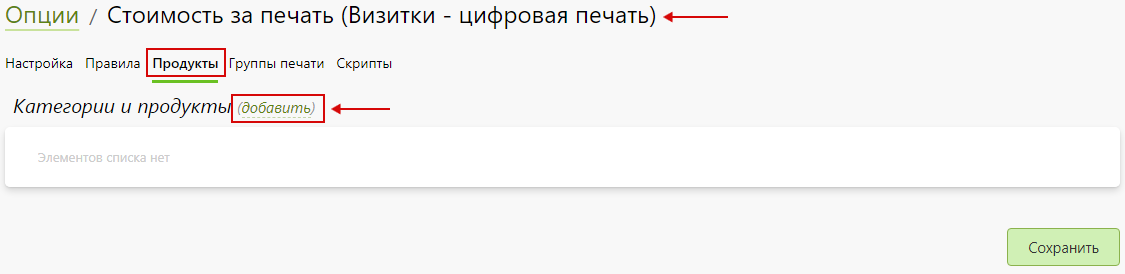 Опции / Стоимость за печать (Визитки - цифровая печать)
Настройка Правила Продукты Группы печати Скрипты
Категории и продукты (добавить)
Элементов списка нет
Сохранить